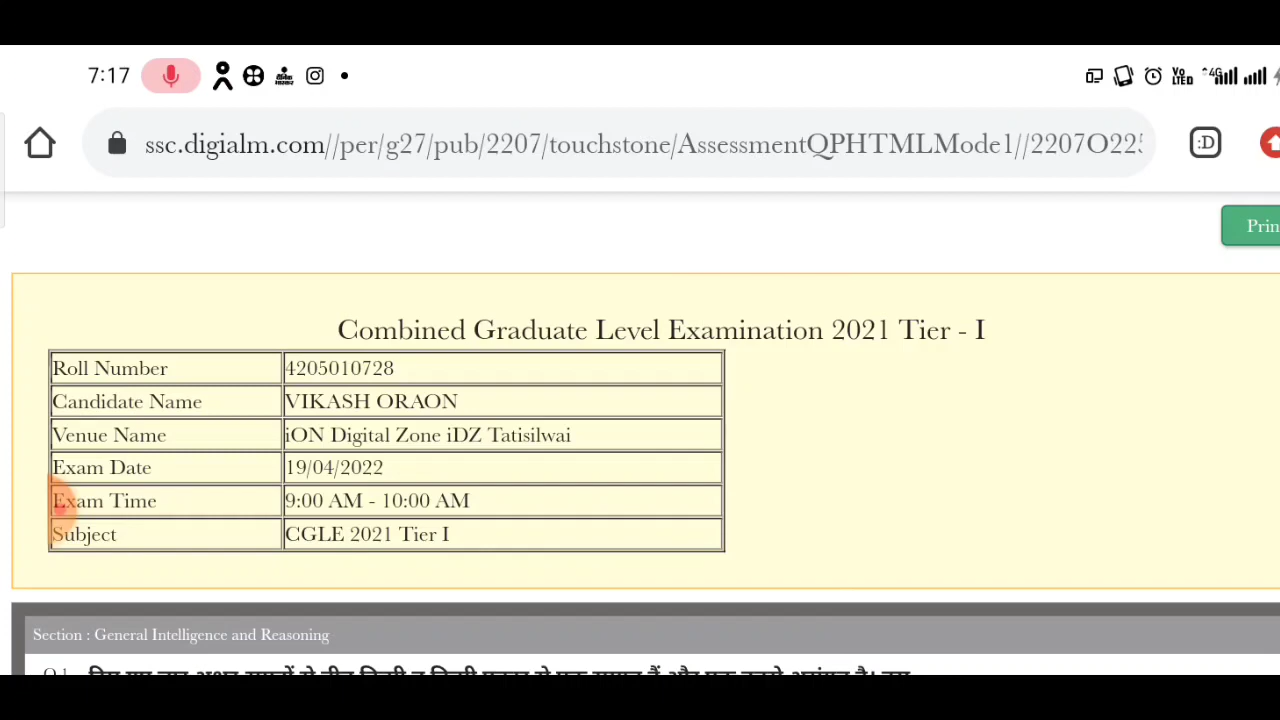 7:17
ssc.digialm.com//per/g27/pub/2207/touchstone/AssessmentQPHTMLMode1//2207O225
:D
Prin
Combined Graduate Level Examination 2021 Tier - I
Roll Number 4205010728
Candidate Name VIKASH ORAON
Venue Name iON Digital Zone iDZ Tatisilwai
Exam Date 19/04/2022
Exam Time 9:00 AM - 10:00 AM
Subject CGLE 2021 Tier I
Section : General Intelligence and Reasoning